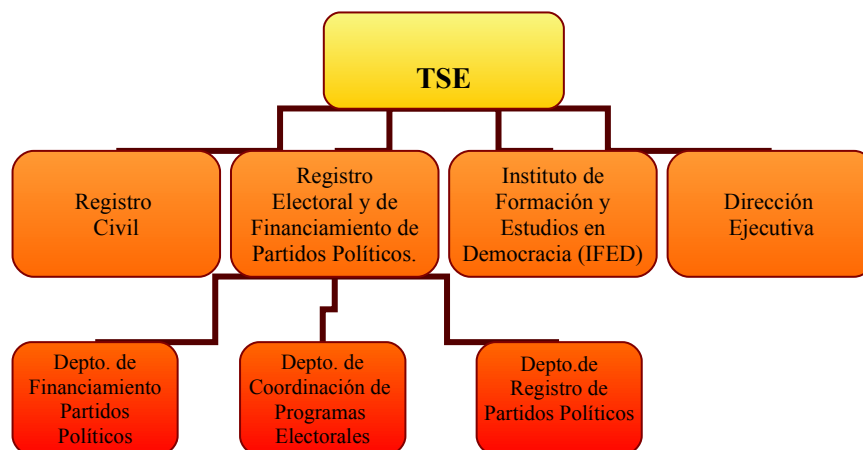 TSE
Registro
Civil
Registro
Electoral y de
Financiamiento de
Partidos Políticos.
Instituto de
Formación y
Estudios en
Democracia (IFED)
Dirección
Ejecutiva
Depto. de
Financiamiento
Partidos
Políticos
Depto. de
Coordinación de
Programas
Electorales
Depto.de
Registro de
Partidos Políticos